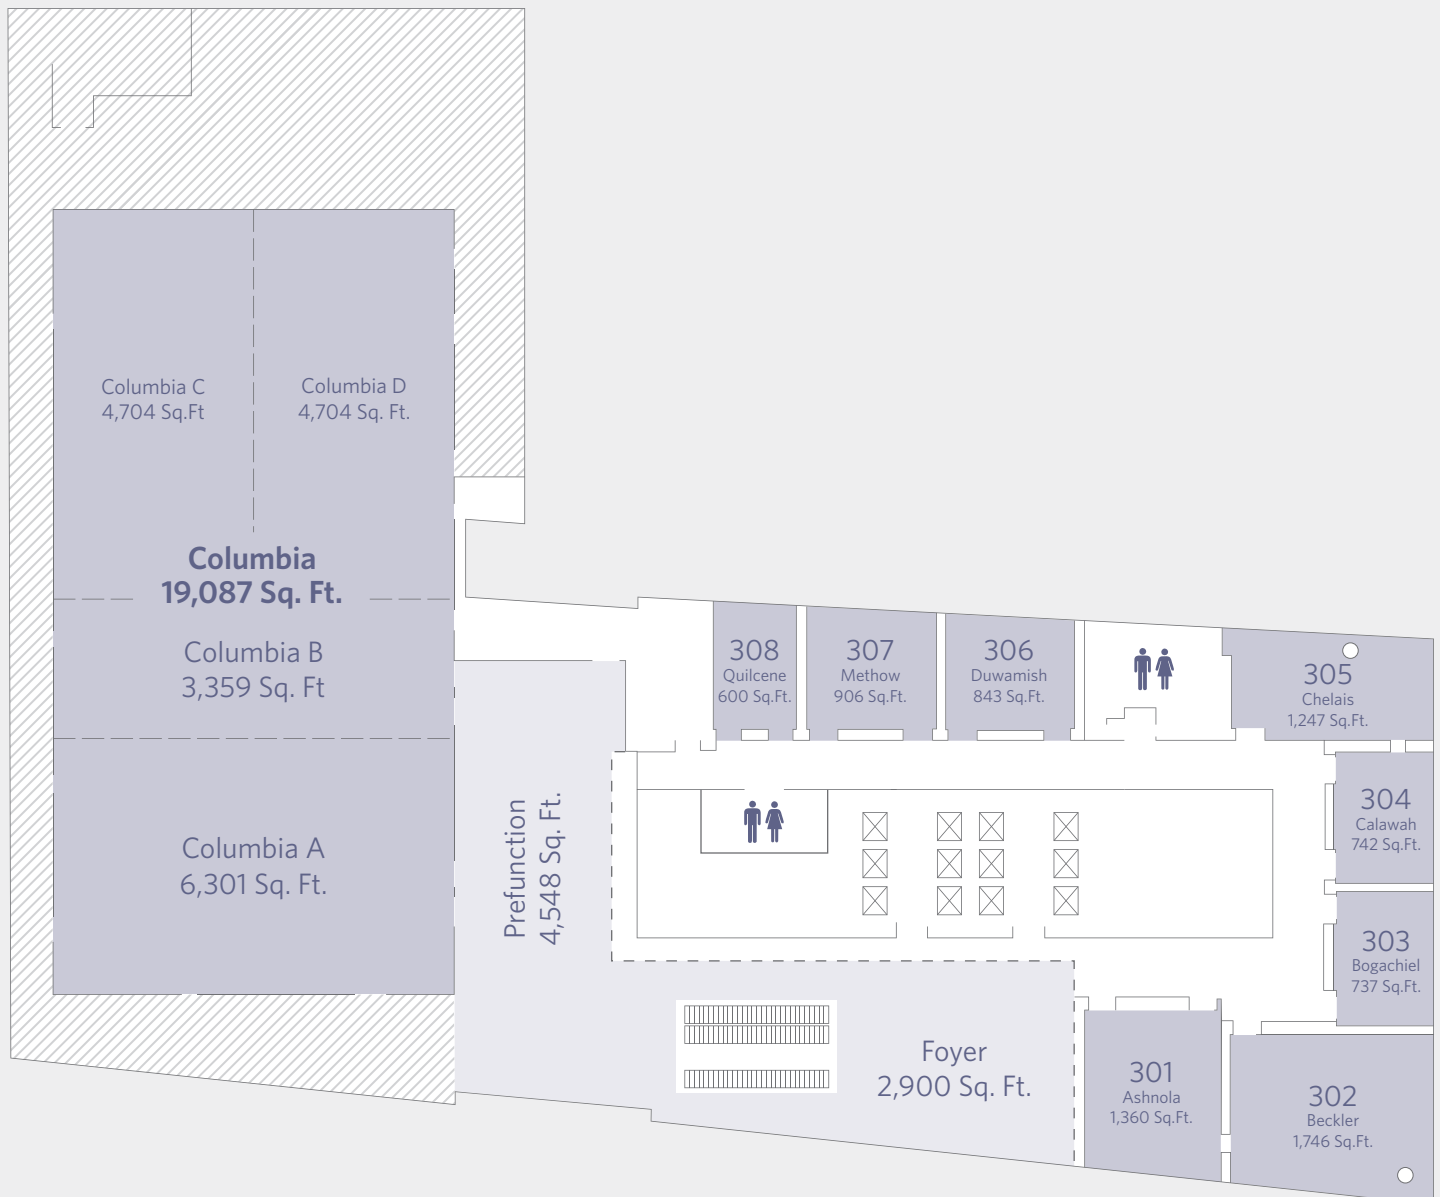 Columbia C
4,704 Sq.Ft
Columbia D
4,704 Sq. Ft.
Columbia
19,087 Sq. Ft.
Columbia B
3,359 Sq. Ft
Columbia A
6,301 Sq. Ft.
Prefunction
4,548 Sq. Ft.
Foyer
2,900 Sq. Ft.
308
Quilcene
600 Sq.Ft.
307
Methow
906 Sq.Ft.
306
Duwamish
843 Sq.Ft.
305
Chelais
1,247 Sq.Ft.
304
Calawah
742 Sq.Ft.
303
Bogachiel
737 Sq.Ft.
301
Ashnola
1,360 Sq.Ft.
302
Beckler
1,746 Sq.Ft.